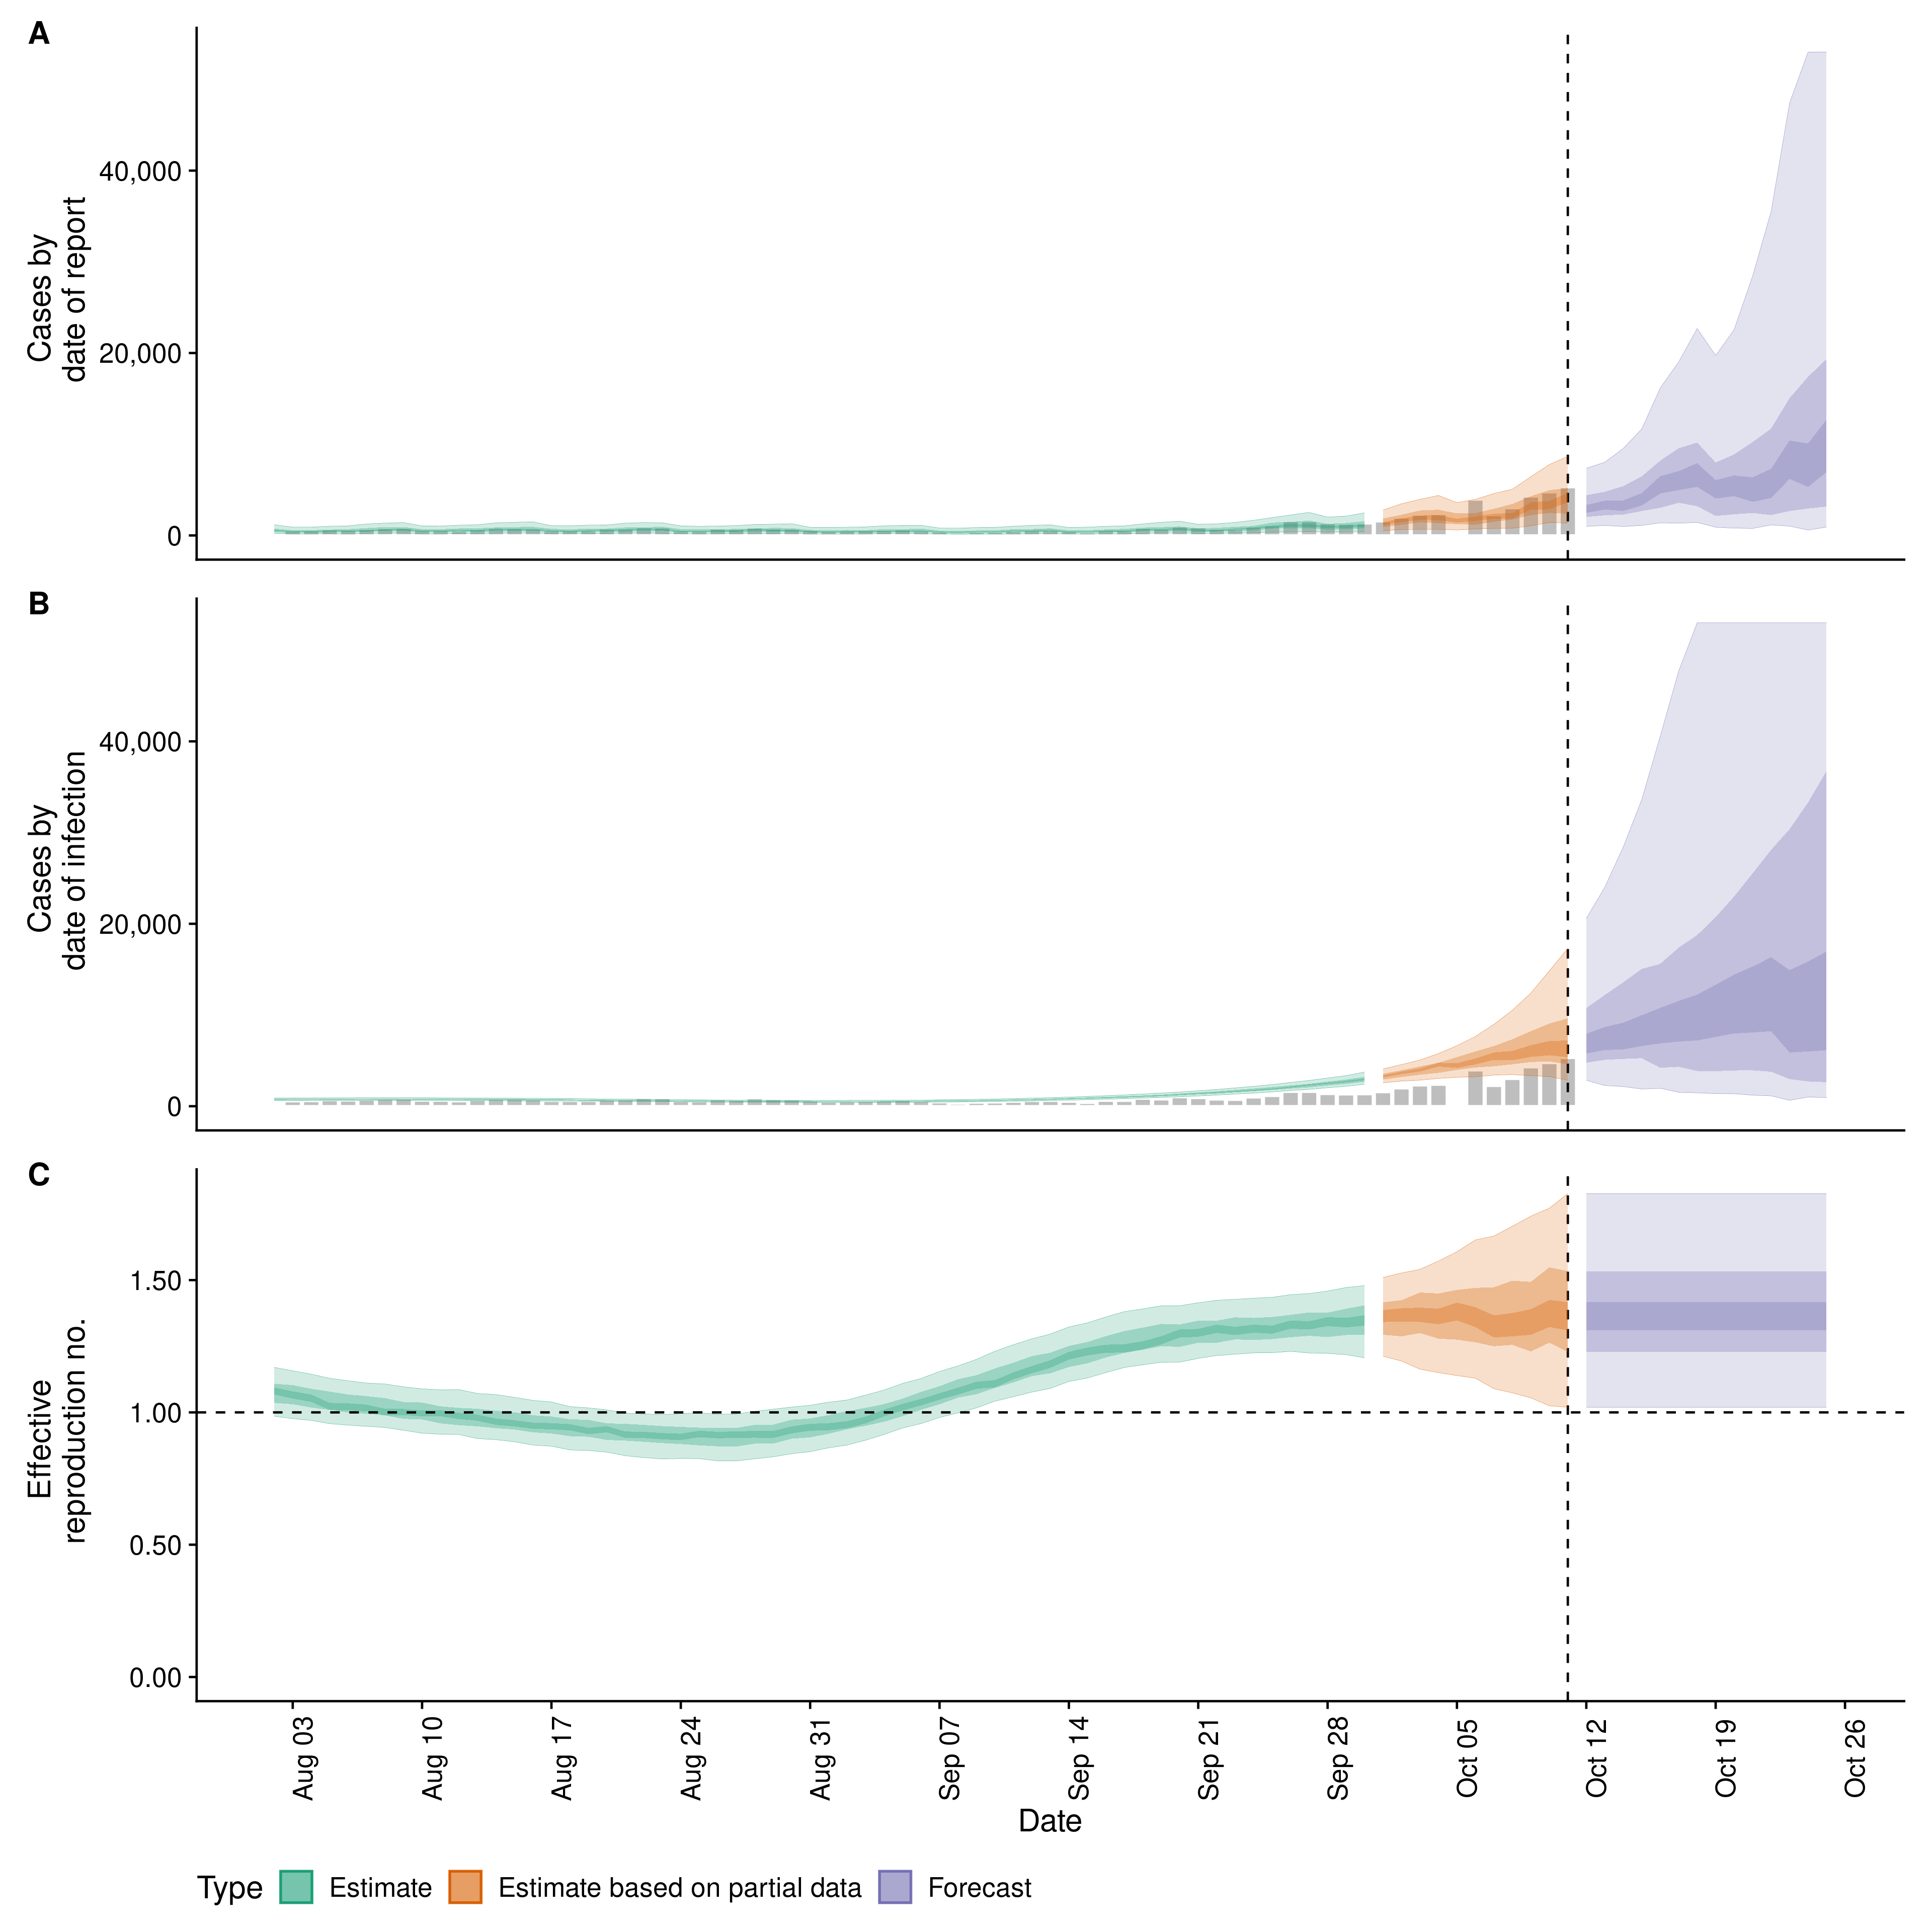 A
Cases by
date of report
40,000
20,000
0
B
Cases by
date of infection
40,000
20,000
0
C
Effective
reproduction no.
1.50
1.00
0.50
0.00
Aug 03
Aug 10
Aug 17
Aug 24
Aug 31
Sep 07
Sep 14
Sep 21
Sep 28
Oct 05
Oct 12
Oct 19
Oct 26
Date
Type Estimate Estimate based on partial data Forecast